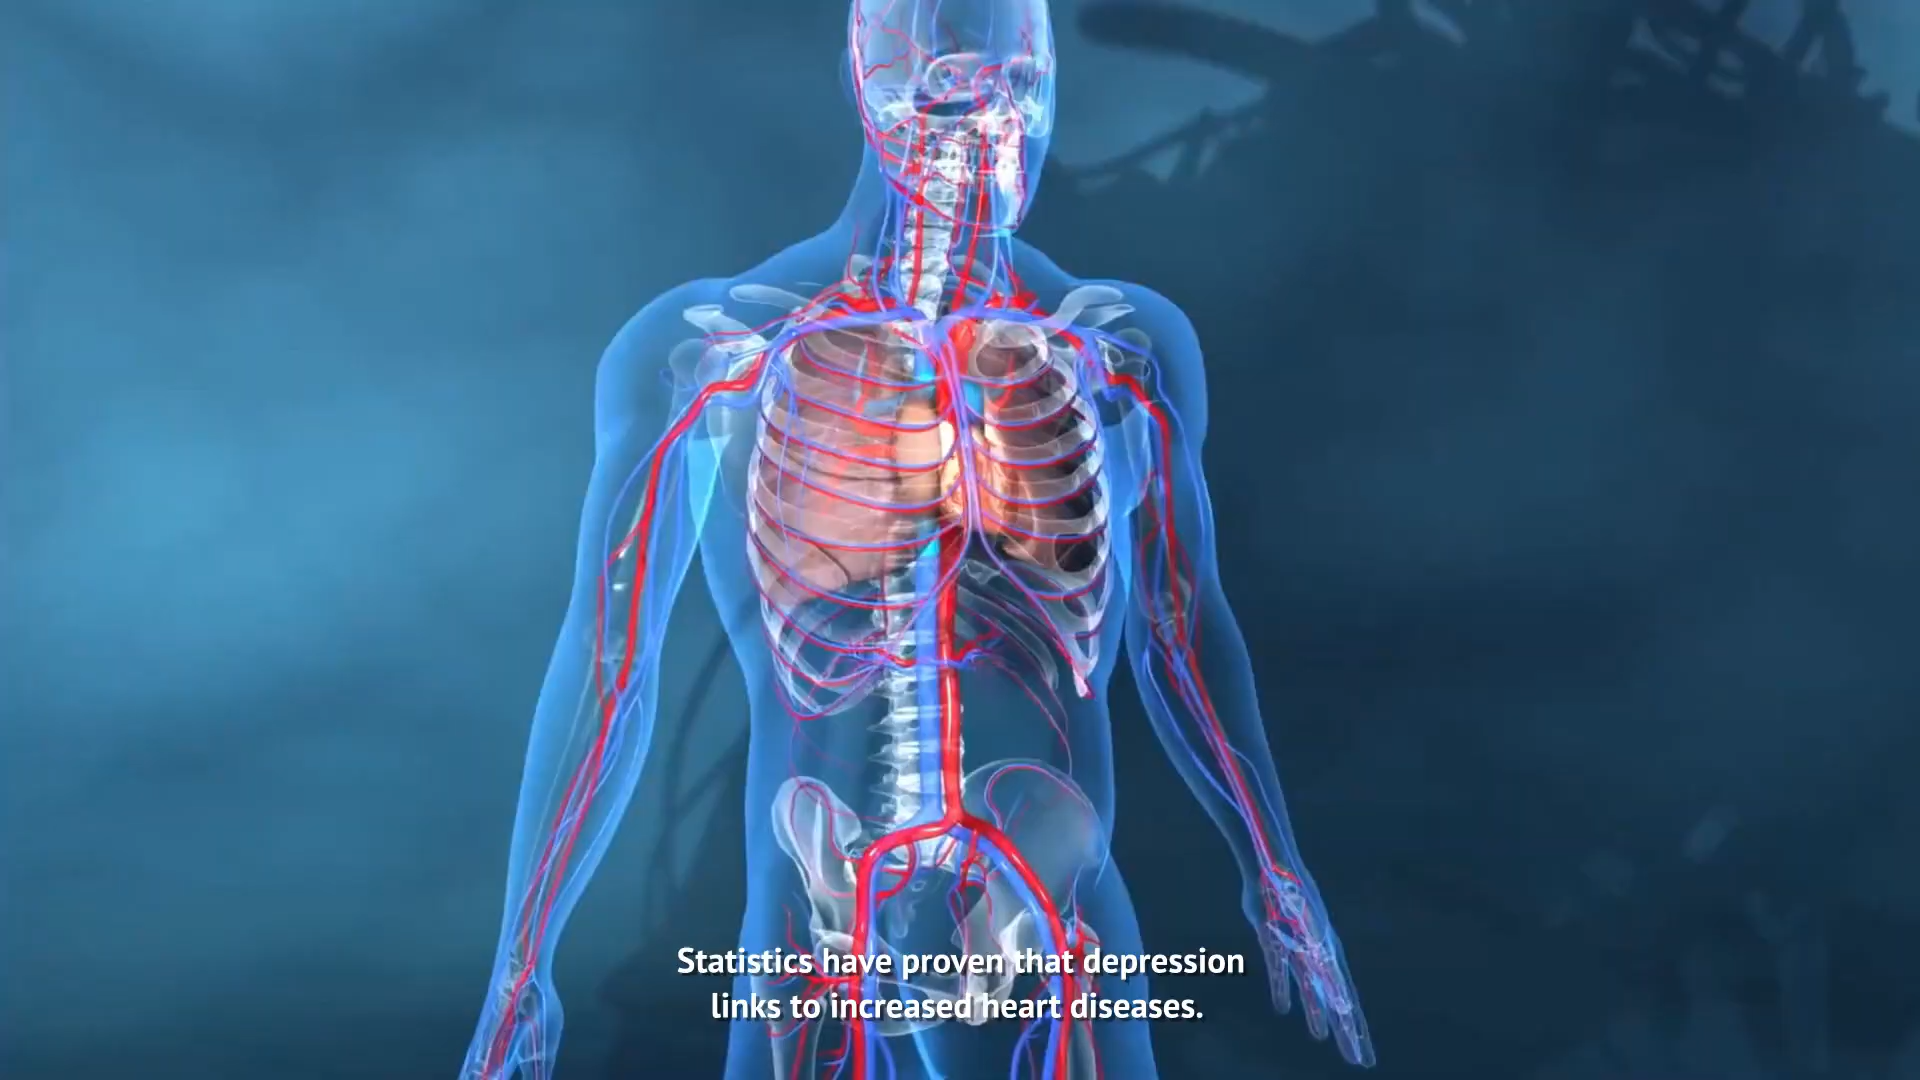 Statistics have proven that depression
links to increased heart diseases.